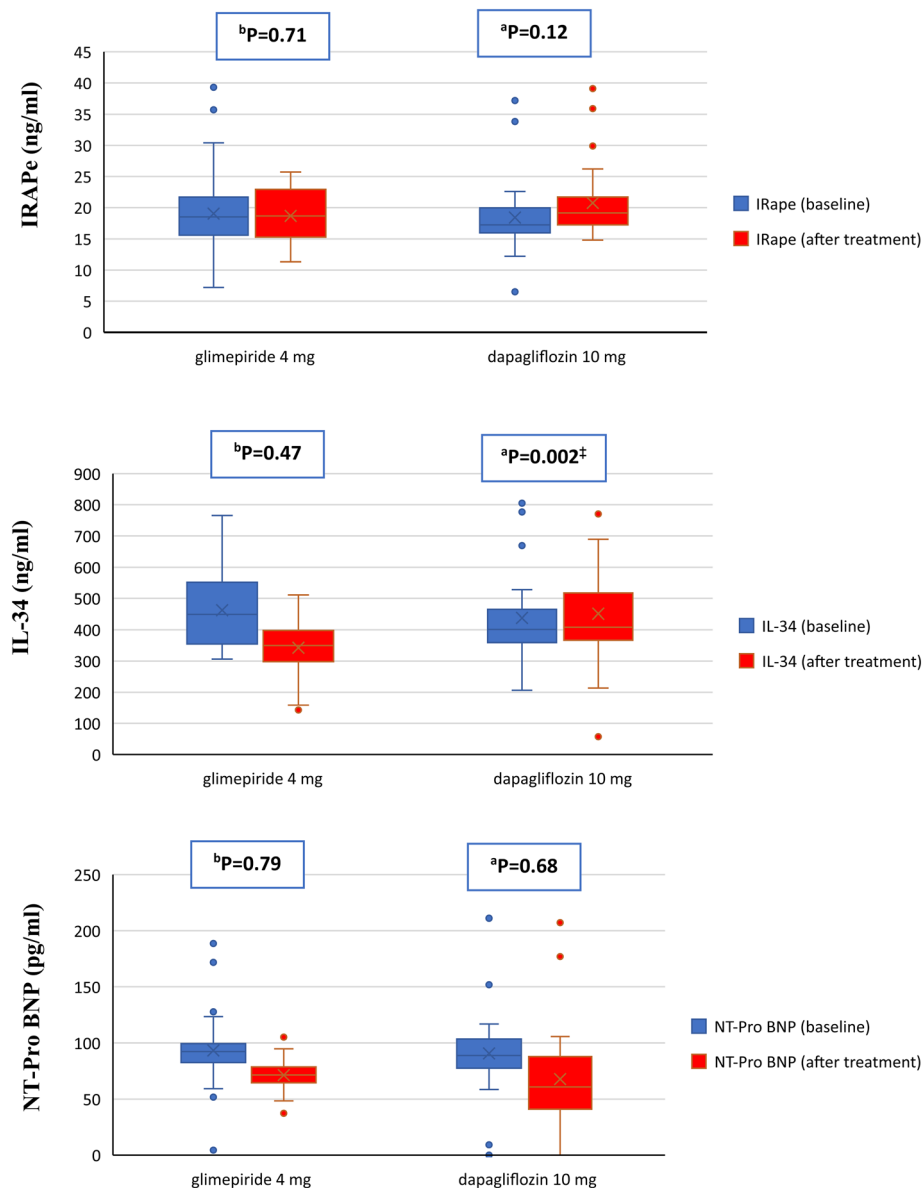 ᵇP=0.71
ᵃP=0.12
IRAPe (ng/ml)
45
40
35
30
25
20
15
10
5
0
glimepiride 4 mg
dapagliflozin 10 mg
IRape (baseline)
IRape (after treatment)
ᵇP=0.47
ᵃP=0.002‡
IL-34 (ng/ml)
900
800
700
600
500
400
300
200
100
0
glimepiride 4 mg
dapagliflozin 10 mg
IL-34 (baseline)
IL-34 (after treatment)
ᵇP=0.79
ᵃP=0.68
NT-Pro BNP (pg/ml)
250
200
150
100
50
0
glimepiride 4 mg
dapagliflozin 10 mg
NT-Pro BNP (baseline)
NT-Pro BNP (after treatment)